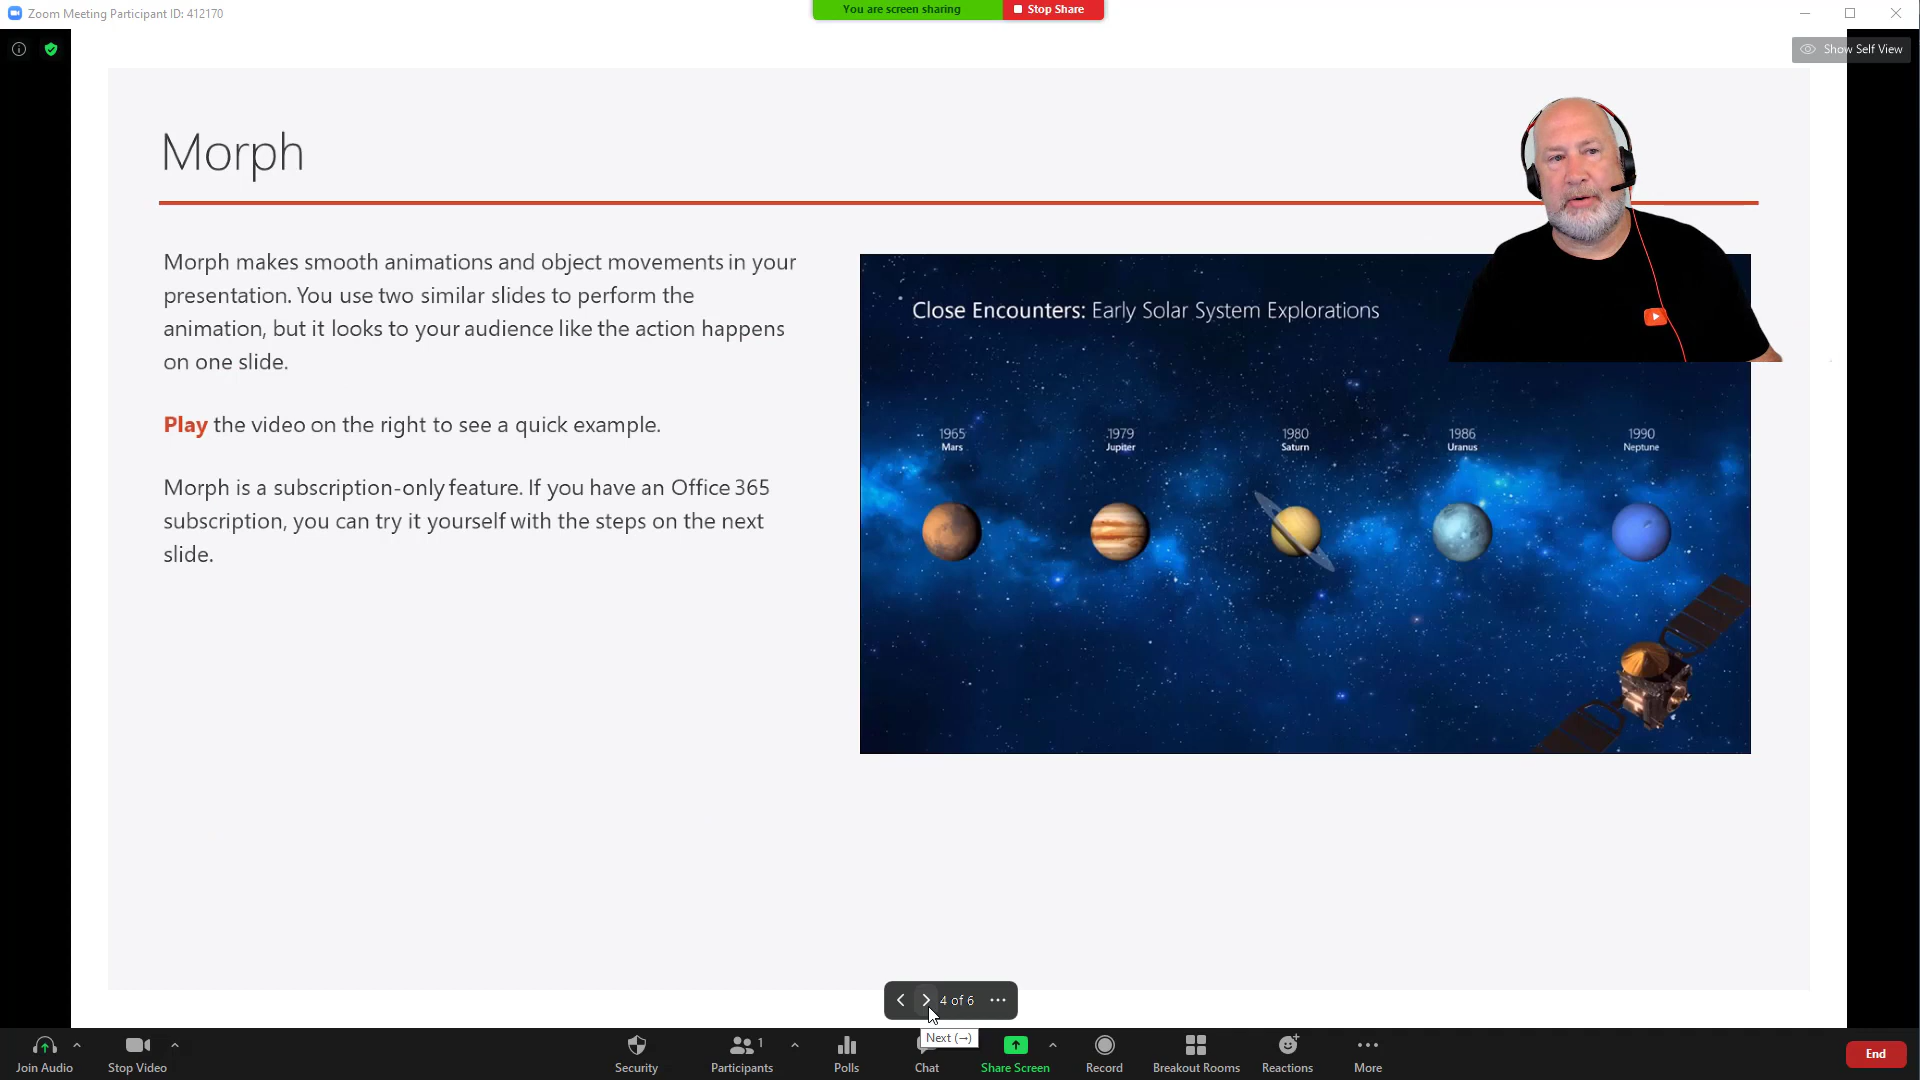 Zoom Meeting Participant ID: 412170
You are screen sharing
Stop Share
Show Self View
Morph
Morph makes smooth animations and object movements in your
presentation. You use two similar slides to perform the
animation, but it looks to your audience like the action happens
on one slide.
Play the video on the right to see a quick example.
Morph is a subscription-only feature. If you have an Office 365
subscription, you can try it yourself with the steps on the next
slide.
Close Encounters: Early Solar System Explorations
1965
Mars
1979
Jupiter
1980
Saturn
1986
Uranus
1990
Neptune
4 of 6
Next (→)
Join Audio
Stop Video
Security
1
Participants
Polls
Chat
Share Screen
Record
Breakout Rooms
Reactions
More
End